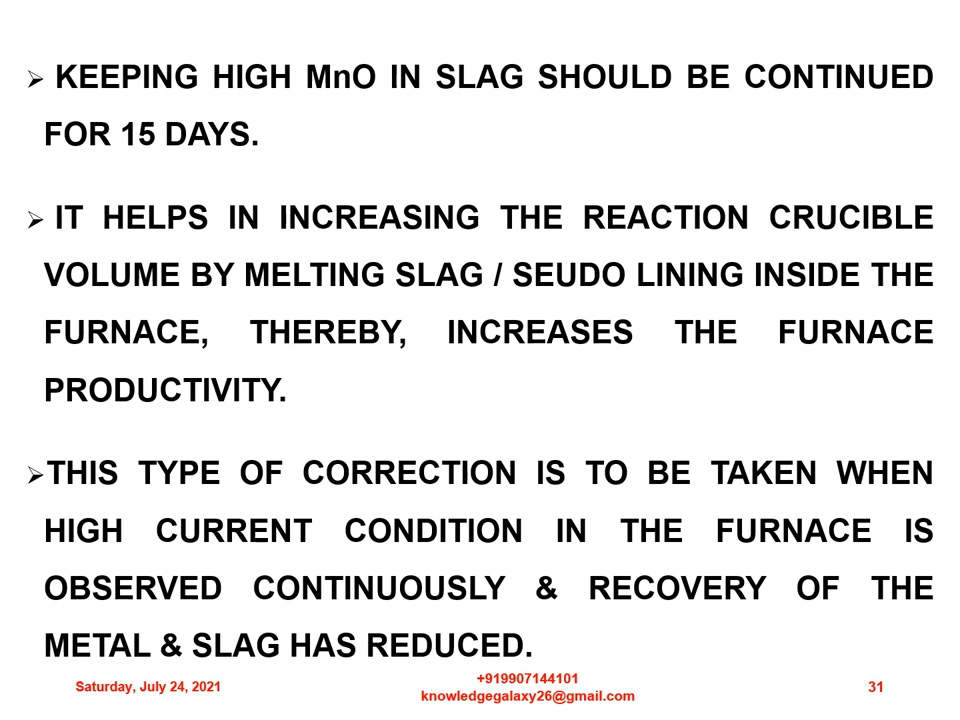 ➢ KEEPING HIGH MnO IN SLAG SHOULD BE CONTINUED
FOR 15 DAYS.
➢ IT HELPS IN INCREASING THE REACTION CRUCIBLE
VOLUME BY MELTING SLAG / SEUDO LINING INSIDE THE
FURNACE, THEREBY, INCREASES THE FURNACE
PRODUCTIVITY.
➢THIS TYPE OF CORRECTION IS TO BE TAKEN WHEN
HIGH CURRENT CONDITION IN THE FURNACE IS
OBSERVED CONTINUOUSLY & RECOVERY OF THE
METAL & SLAG HAS REDUCED.
Saturday, July 24, 2021
+919907144101
knowledgegalaxy26@gmail.com
31